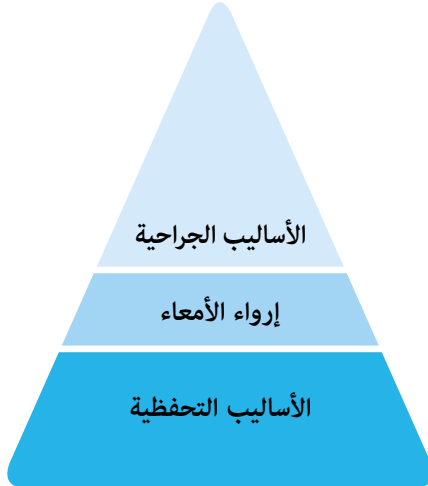 الأساليب الجراحية
إرواء الأمعاء
الأساليب التحفظية